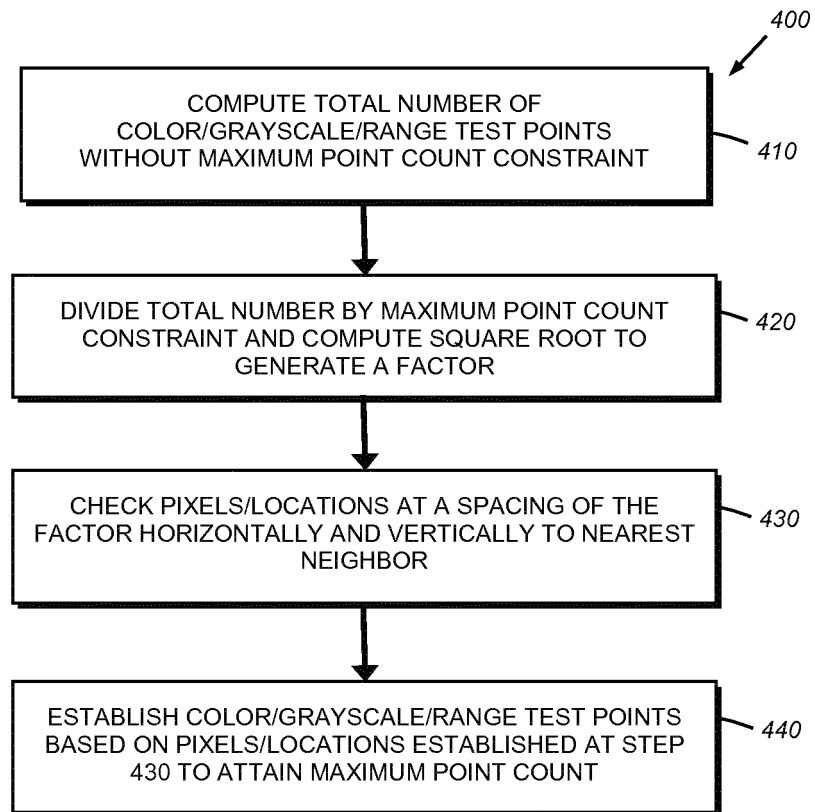 400
COMPUTE TOTAL NUMBER OF
COLOR/GRAYSCALE/RANGE TEST POINTS
WITHOUT MAXIMUM POINT COUNT CONSTRAINT
410
DIVIDE TOTAL NUMBER BY MAXIMUM POINT COUNT
CONSTRAINT AND COMPUTE SQUARE ROOT TO
GENERATE A FACTOR
420
CHECK PIXELS/LOCATIONS AT A SPACING OF THE
FACTOR HORIZONTALLY AND VERTICALLY TO NEAREST
NEIGHBOR
430
ESTABLISH COLOR/GRAYSCALE/RANGE TEST POINTS
BASED ON PIXELS/LOCATIONS ESTABLISHED AT STEP
430 TO ATTAIN MAXIMUM POINT COUNT
440